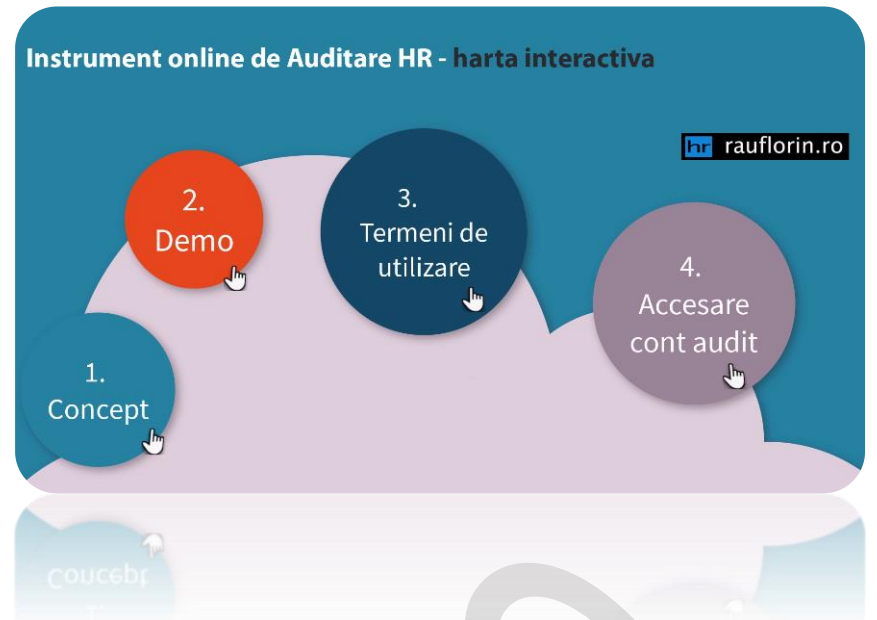 Instrument online de Auditare HR - harta interactiva
hr rauflorin.ro
1.
Concept
2.
Demo
3.
Termeni de
utilizare
4.
Accesare
cont audit